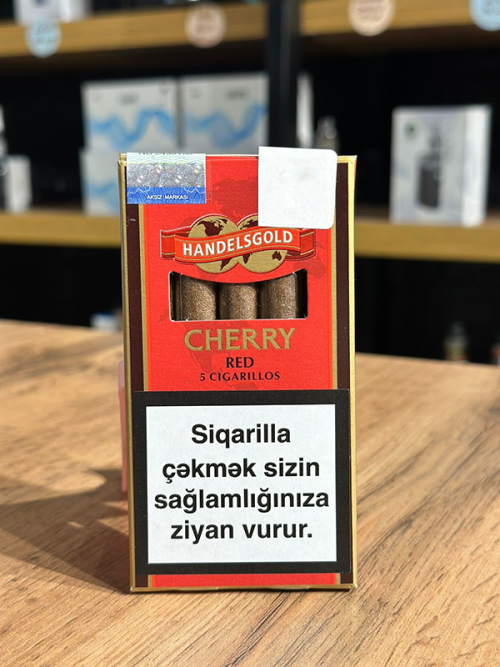 AKSİZ MARKASI
HANDELSGOLD
CHERRY
RED
5 CIGARILLOS
Siqarilla
çəkmək sizin
sağlamlığınıza
ziyan vurur.